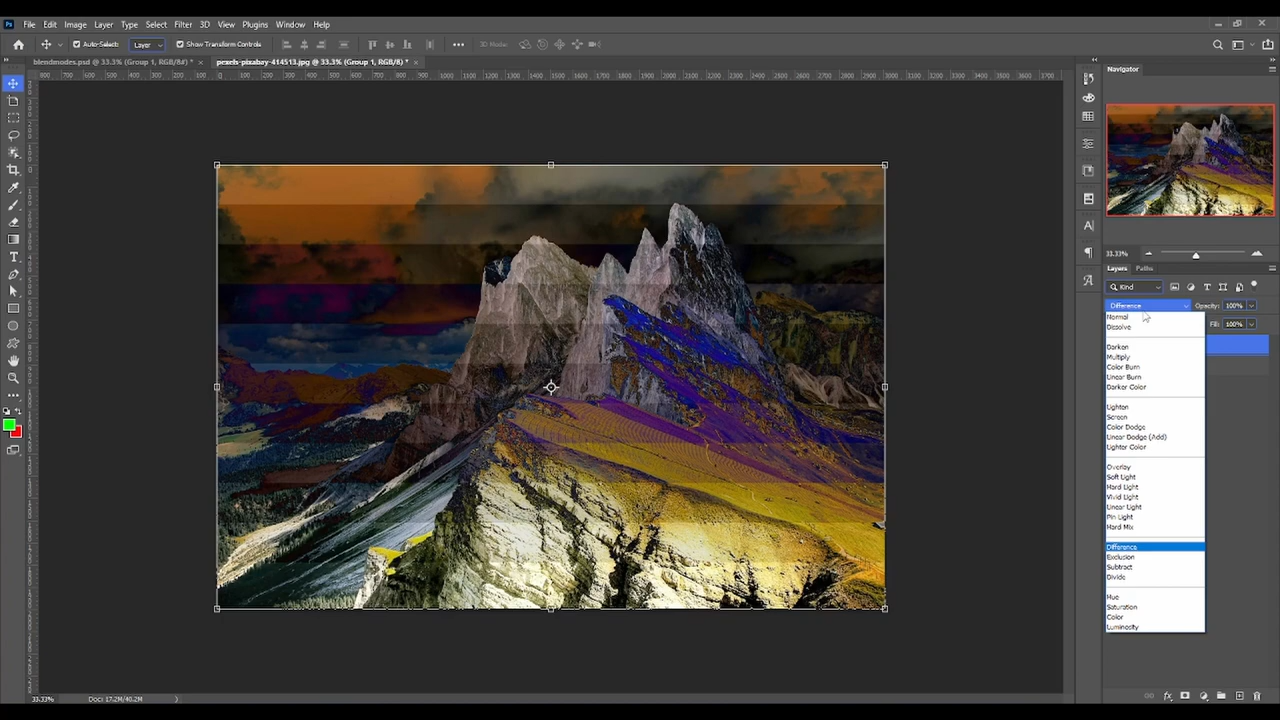 Ps File Edit Image Layer Type Select Filter 3D View Plugins Window Help
Auto-Select: Layer Show Transform Controls ••• 3D Mode:
blendmodes.psd @ 33.3% (Group 1, RGB/8#) * × pexels-pixabay-414513.jpg @ 33.3% (Group 1, RGB/8) * ×
Navigator
33.33%
Layers Paths
Kind
Difference Opacity: 100%
Fill: 100%
Normal
Dissolve
Darken
Multiply
Color Burn
Linear Burn
Darker Color
Lighten
Screen
Color Dodge
Linear Dodge (Add)
Lighter Color
Overlay
Soft Light
Hard Light
Vivid Light
Linear Light
Pin Light
Hard Mix
Difference
Exclusion
Subtract
Divide
Hue
Saturation
Color
Luminosity
33.33% Doc: 17.2M/40.2M